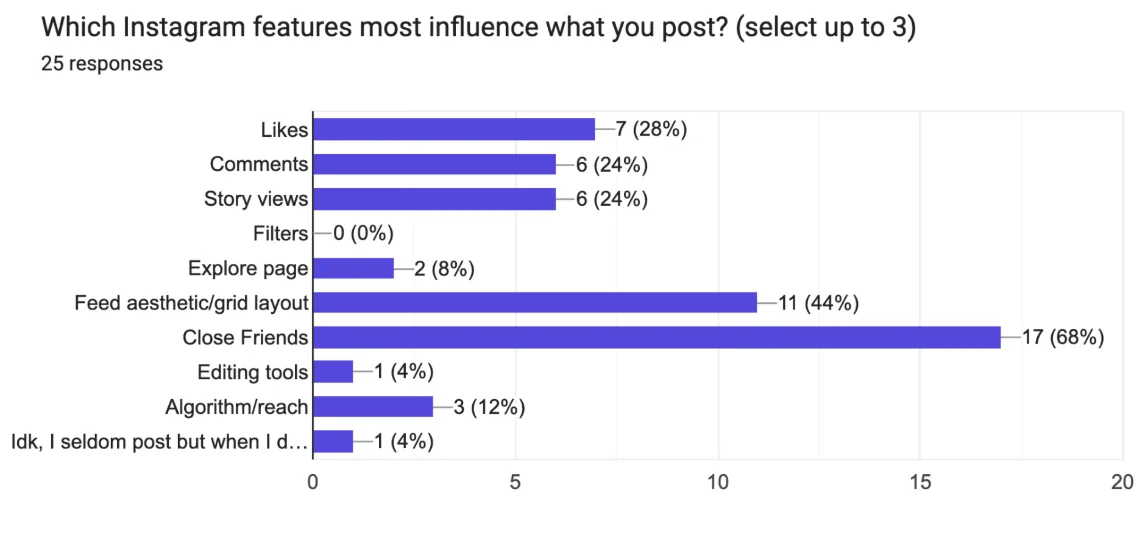 Which Instagram features most influence what you post? (select up to 3)
25 responses
Likes 7 (28%)
Comments 6 (24%)
Story views 6 (24%)
Filters 0 (0%)
Explore page 2 (8%)
Feed aesthetic/grid layout 11 (44%)
Close Friends 17 (68%)
Editing tools 1 (4%)
Algorithm/reach 3 (12%)
Idk, I seldom post but when I d… 1 (4%)
0 5 10 15 20